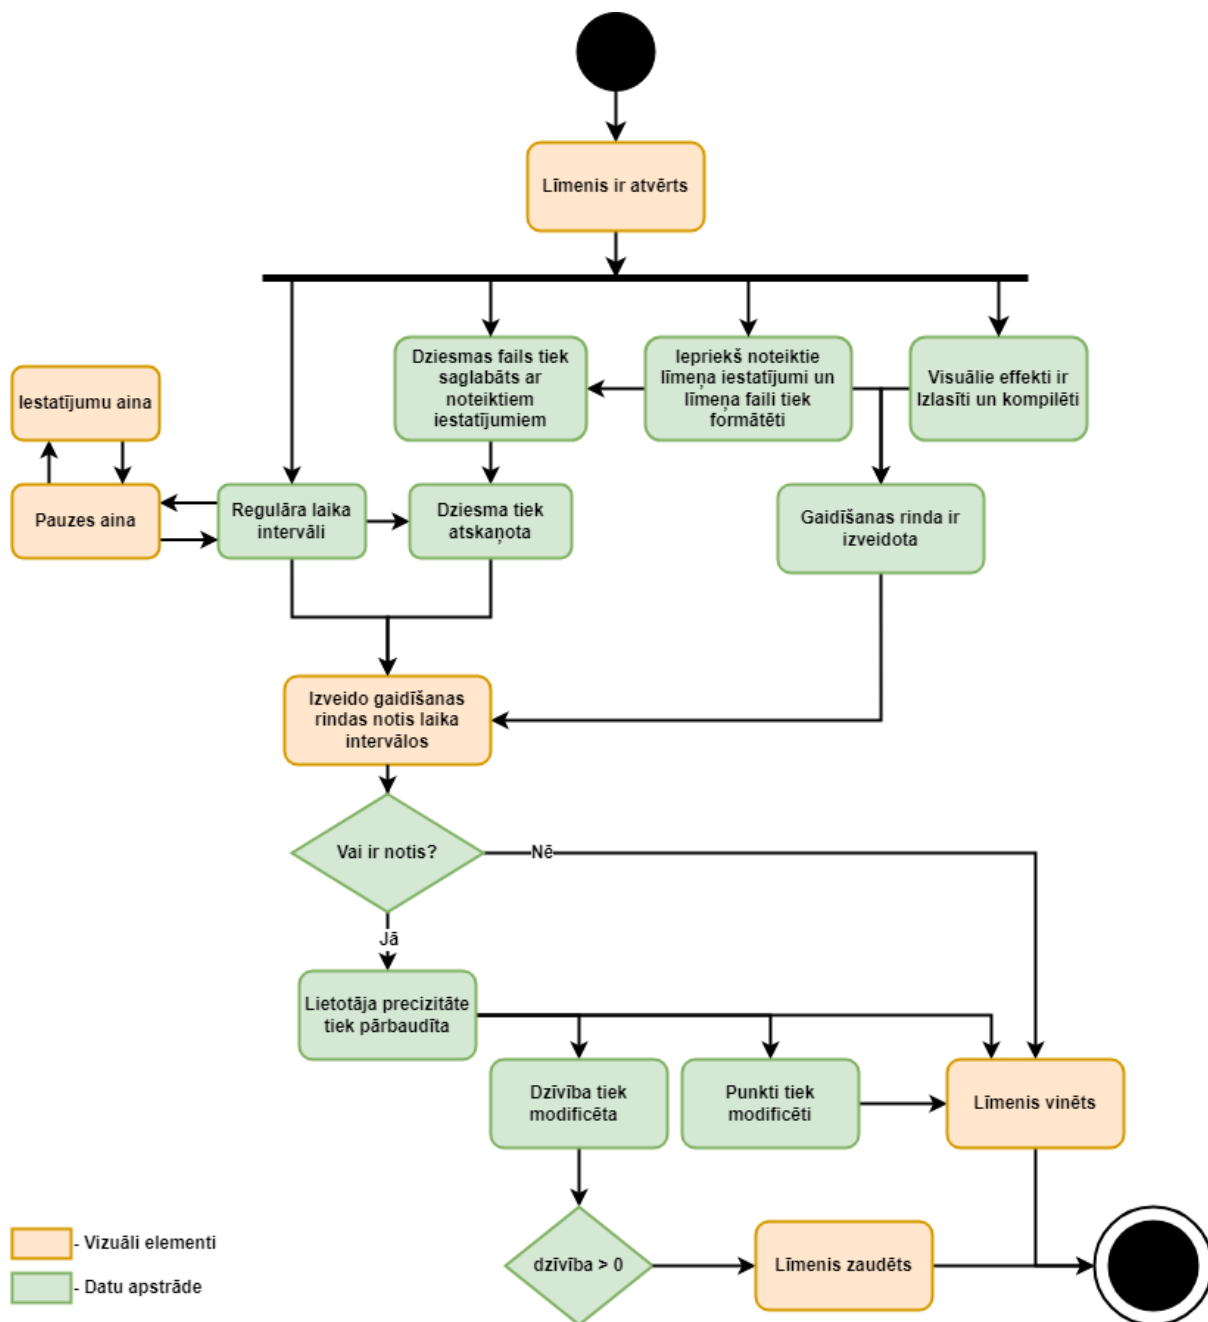 Līmenis ir atvērts
Dziesmas fails tiek
saglabāts ar
noteiktiem
iestatījumiem
Iepriekš noteiktie
līmeņa iestatījumi un
līmeņa faili tiek
formātēti
Visuālie effekti ir
Izlasīti un kompilēti
Iestatījumu aina
Pauzes aina
Regulāra laika
intervāli
Dziesma tiek
atskaņota
Gaidīšanas rinda ir
izveidota
Izveido gaidīšanas
rindas notis laika
intervālos
Vai ir notis?
Nē
Jā
Lietotāja precizitāte
tiek pārbaudīta
Dzīvība tiek
modificēta
Punkti tiek
modificēti
Līmenis vinēts
dzīvība > 0
Līmenis zaudēts
- Vizuāli elementi
- Datu apstrāde